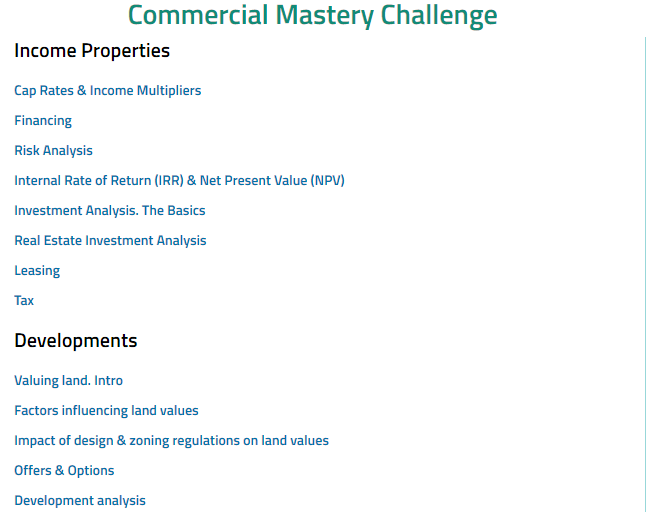 Commercial Mastery Challenge
Income Properties
Cap Rates & Income Multipliers
Financing
Risk Analysis
Internal Rate of Return (IRR) & Net Present Value (NPV)
Investment Analysis. The Basics
Real Estate Investment Analysis
Leasing
Tax
Developments
Valuing land. Intro
Factors influencing land values
Impact of design & zoning regulations on land values
Offers & Options
Development analysis